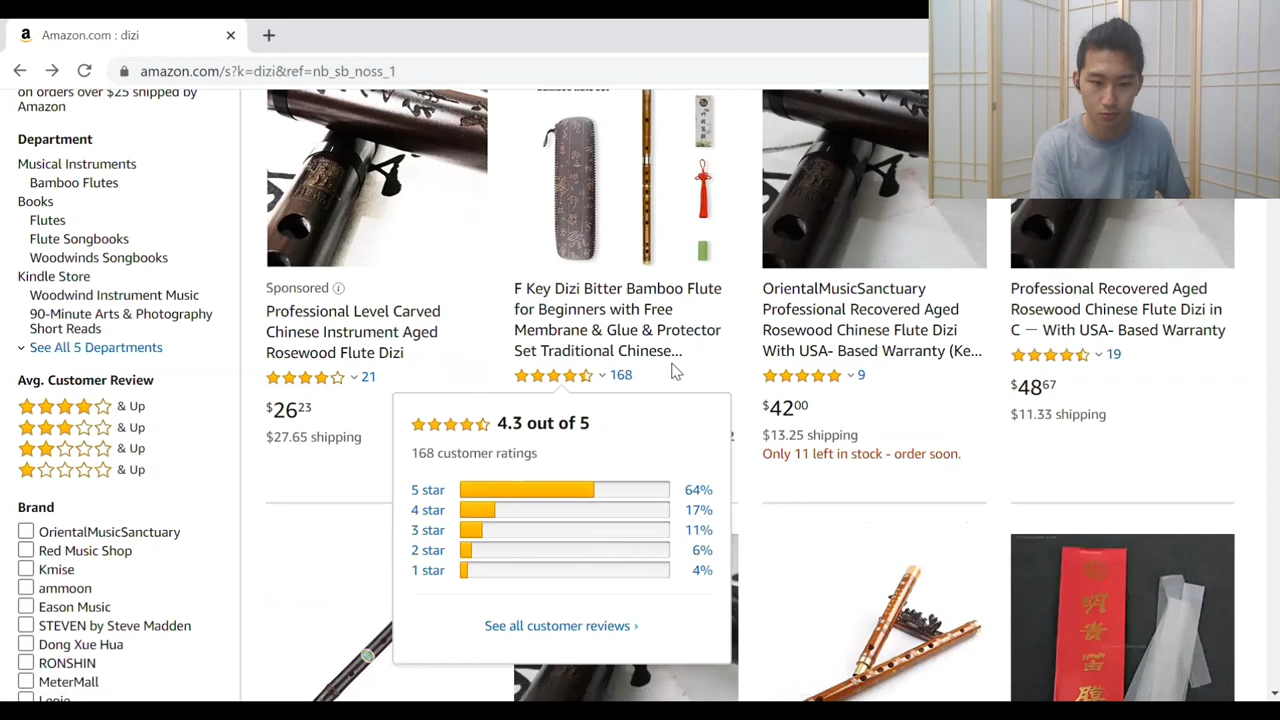 Amazon.com : dizi
amazon.com/s?k=dizi&ref=nb_sb_noss_1
on orders over $25 shipped by
Amazon
Department
Musical Instruments
Bamboo Flutes
Books
Flutes
Flute Songbooks
Woodwinds Songbooks
Kindle Store
Woodwind Instrument Music
90-Minute Arts & Photography
Short Reads
See All 5 Departments
Avg. Customer Review
& Up
& Up
& Up
& Up
Brand
OrientalMusicSanctuary
Red Music Shop
Kmise
ammoon
Eason Music
STEVEN by Steve Madden
Dong Xue Hua
RONSHIN
MeterMall
Sponsored
Professional Level Carved
Chinese Instrument Aged
Rosewood Flute Dizi
21
$26.23
$27.65 shipping
F Key Dizi Bitter Bamboo Flute
for Beginners with Free
Membrane & Glue & Protector
Set Traditional Chinese...
168
4.3 out of 5
168 customer ratings
5 star 64%
4 star 17%
3 star 11%
2 star 6%
1 star 4%
See all customer reviews ›
OrientalMusicSanctuary
Professional Recovered Aged
Rosewood Chinese Flute Dizi
With USA- Based Warranty (Ke...
9
$42.00
$13.25 shipping
Only 11 left in stock - order soon.
Professional Recovered Aged
Rosewood Chinese Flute Dizi in
C — With USA- Based Warranty
19
$48.67
$11.33 shipping
明
貴
笛
膜